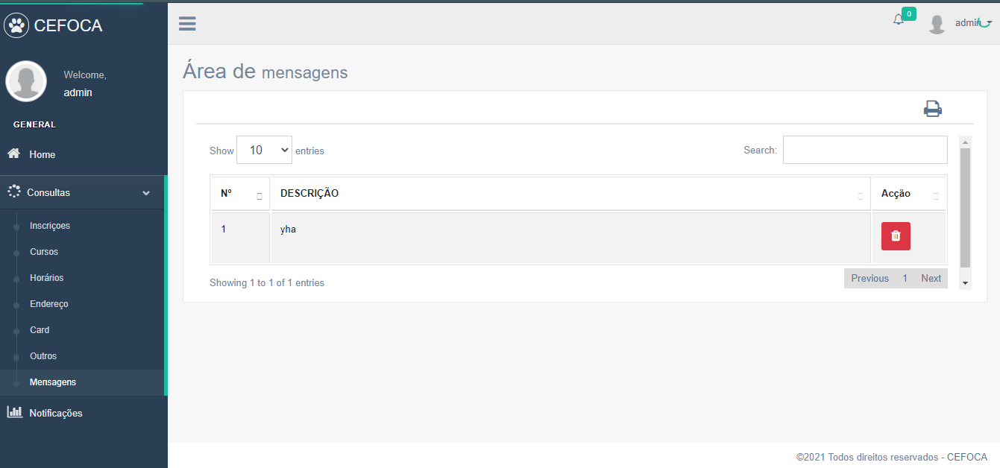 CEFOCA
0
admin
Welcome,
admin
GENERAL
Home
Consultas
Inscriçoes
Cursos
Horários
Endereço
Card
Outros
Mensagens
Notificações
Área de mensagens
Show 10 entries
Search:
Nº DESCRIÇÃO Acção
1 yha
Showing 1 to 1 of 1 entries
Previous 1 Next
©2021 Todos direitos reservados - CEFOCA